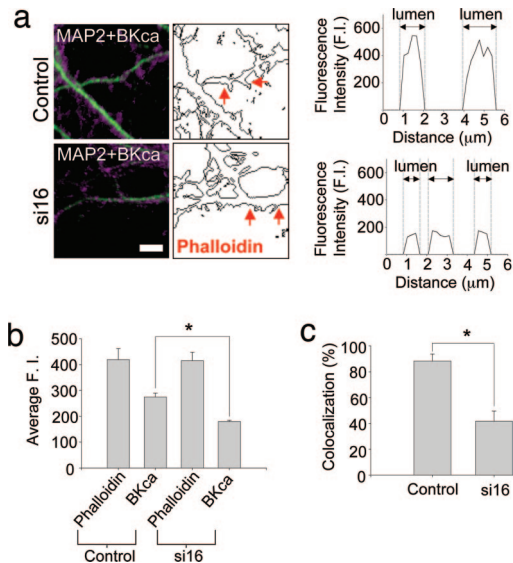 a
MAP2+BKca
Control
MAP2+BKca
si16
Phalloidin
lumen lumen
Fluorescence
Intensity (F.I.)
600
400
200
0 1 2 3 4 5 6
Distance (μm)
lumen lumen
Fluorescence
Intensity (F.I.)
600
400
200
0 1 2 3 4 5 6
Distance (μm)
b
Average F. I.
500
400
300
200
100
0
*
Phalloidin
BKca
Phalloidin
BKca
Control
si16
c
Colocalization (%)
100
80
60
40
20
0
*
Control
si16